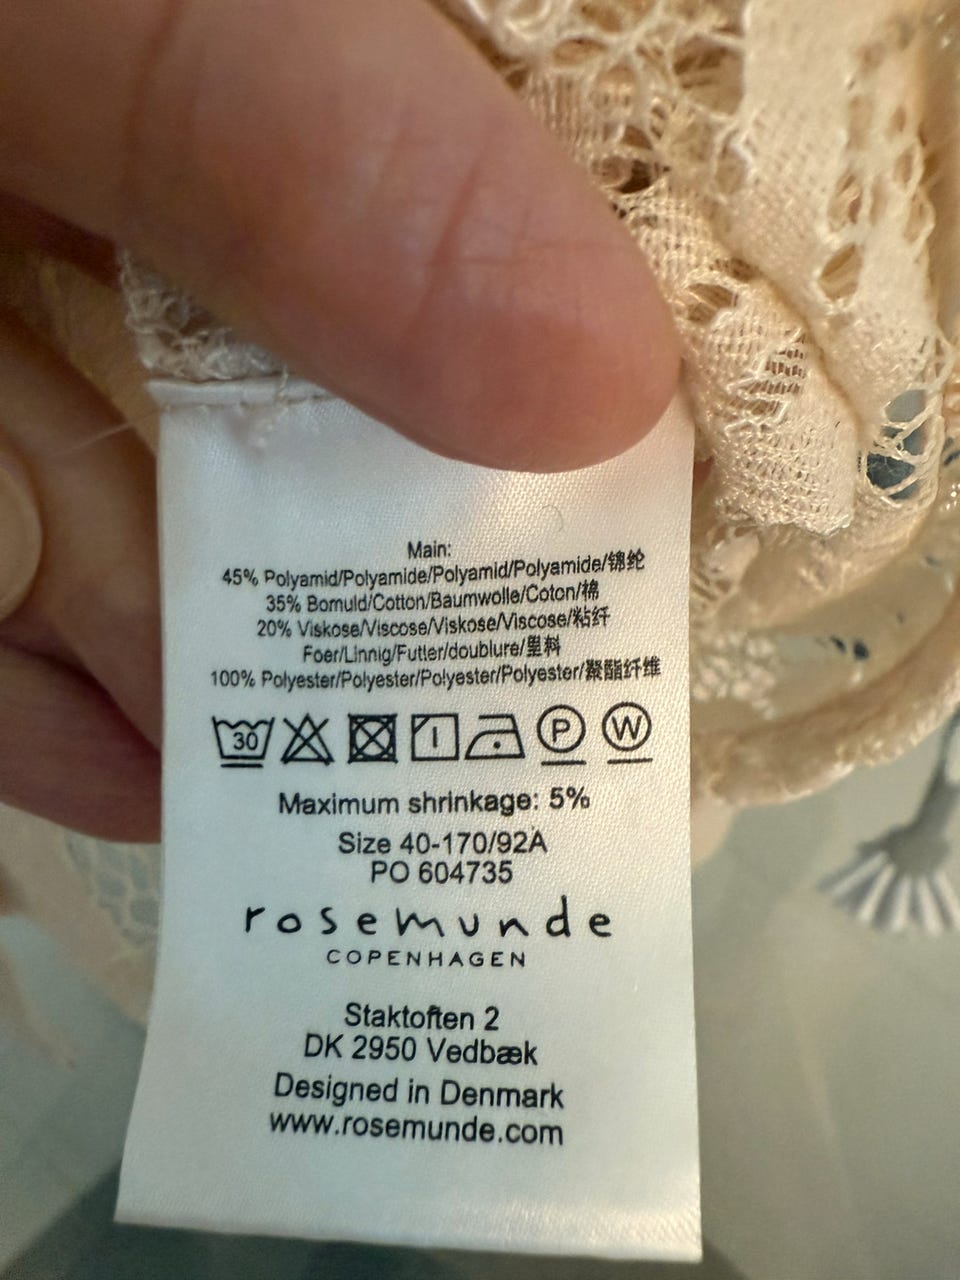 Main:
45% Polyamid/Polyamide/Polyamid/Polyamide/锦纶
35% Bomuld/Cotton/Baumwolle/Coton/棉
20% Viskose/Viscose/Viskose/Viscose/粘纤
Foer/Linnig/Futter/doublure/里料
100% Polyester/Polyester/Polyester/Polyester/聚酯纤维
30 P W
Maximum shrinkage: 5%
Size 40-170/92A
PO 604735
rosemunde
COPENHAGEN
Staktoften 2
DK 2950 Vedbæk
Designed in Denmark
www.rosemunde.com